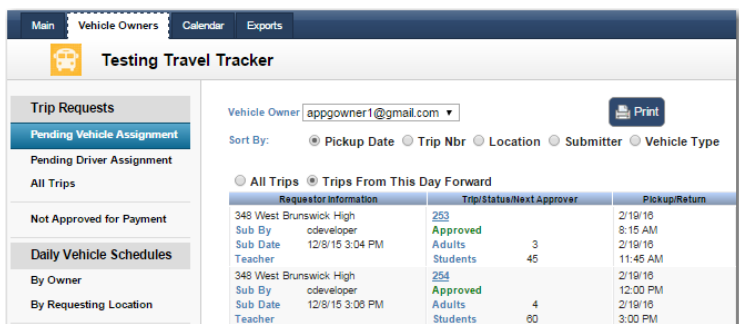 Main Vehicle Owners Calendar Exports
Testing Travel Tracker
Trip Requests
Pending Vehicle Assignment
Pending Driver Assignment
All Trips
Not Approved for Payment
Daily Vehicle Schedules
By Owner
By Requesting Location
Vehicle Owner appgowner1@gmail.com Print
Sort By: Pickup Date Trip Nbr Location Submitter Vehicle Type
All Trips Trips From This Day Forward
Requestor Information Trip/Status/Next Approver Pickup/Return
348 West Brunswick High 253 2/19/16
Sub By cdeveloper Approved 8:15 AM
Sub Date 12/8/15 3:04 PM Adults 3 2/19/16
Teacher Students 45 11:45 AM
348 West Brunswick High 254 2/19/16
Sub By cdeveloper Approved 12:00 PM
Sub Date 12/8/15 3:06 PM Adults 4 2/19/16
Teacher Students 60 3:00 PM